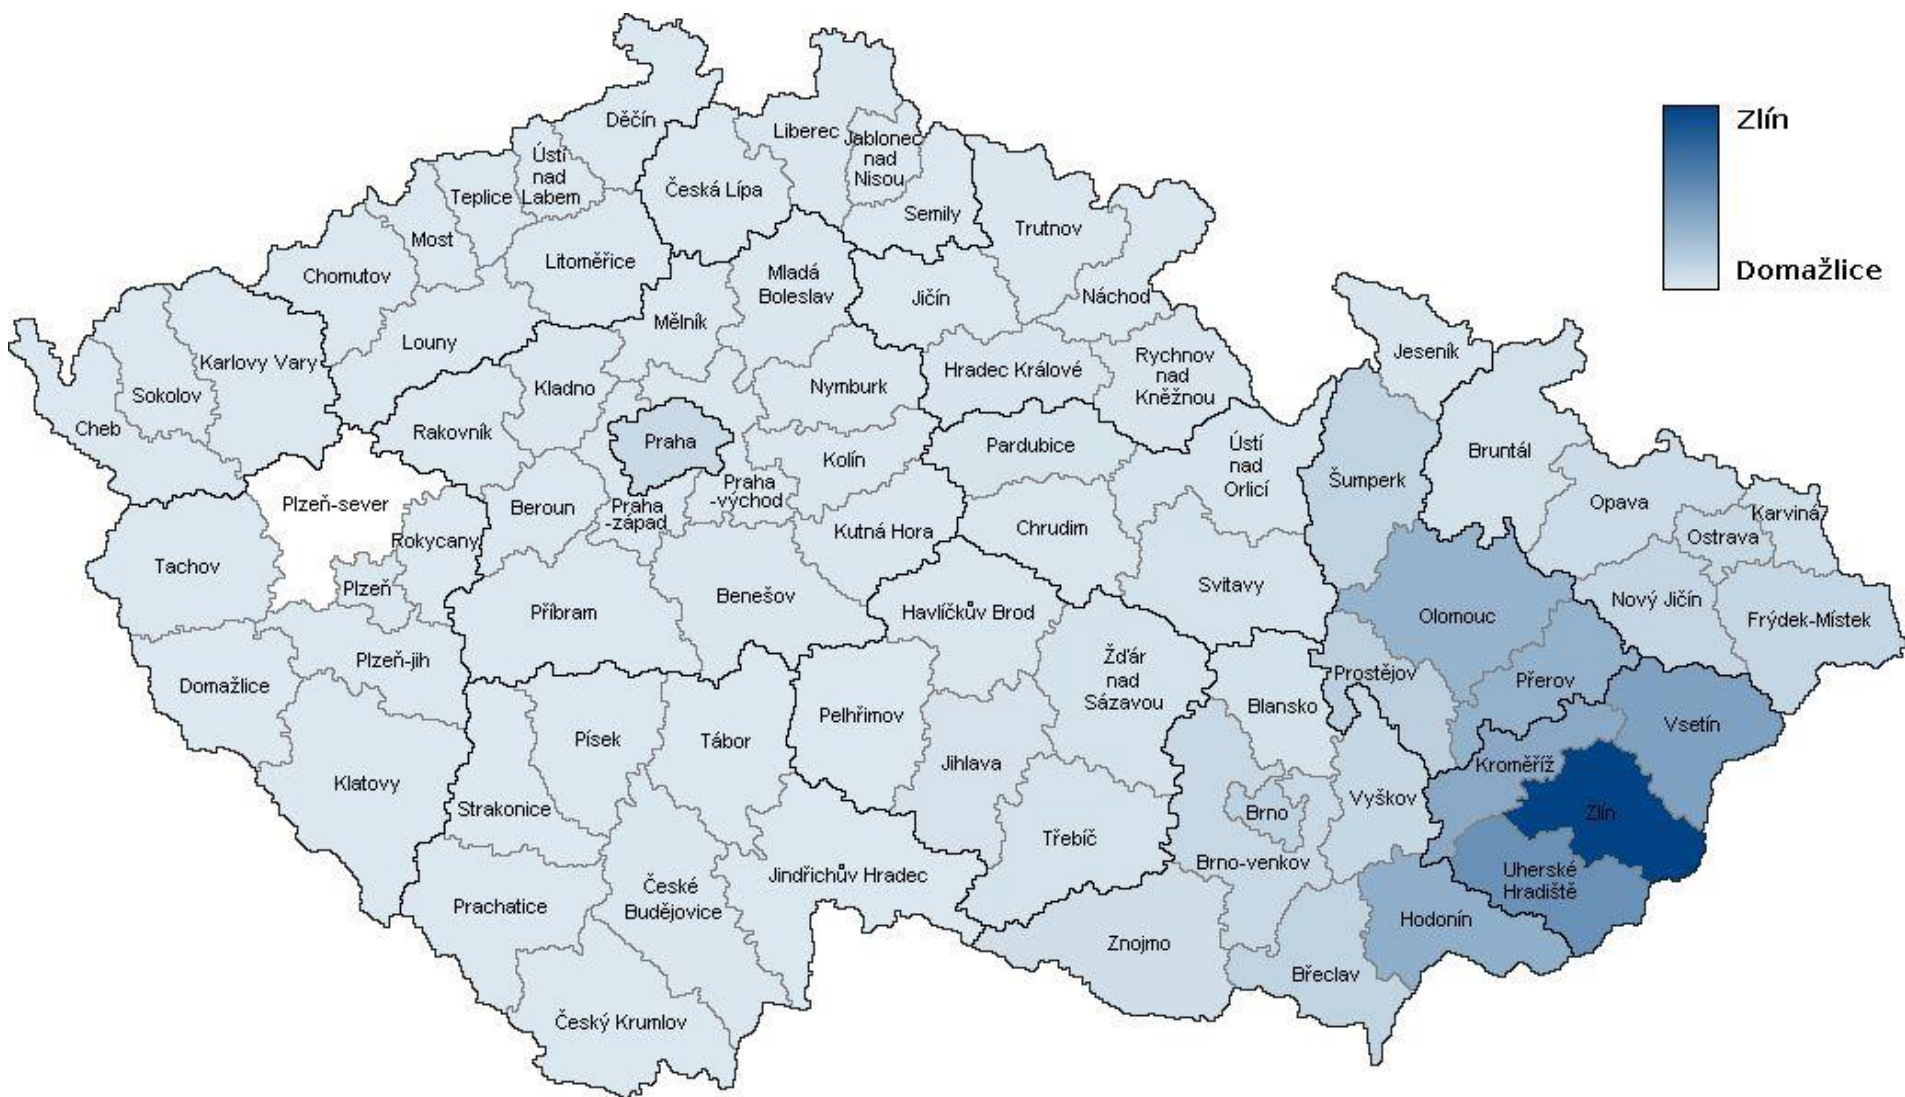 Děčín
Liberec
Jablonec
nad
Nisou
Ústí
nad
Labem
Teplice
Česká Lípa
Semily
Trutnov
Most
Litoměřice
Chomutov
Mladá
Boleslav
Jičín
Náchod
Mělník
Louny
Karlovy Vary
Sokolov
Cheb
Kladno
Nymburk
Hradec Králové
Rychnov
nad
Kněžnou
Jeseník
Rakovník
Praha
Kolín
Pardubice
Ústí
nad
Orlicí
Šumperk
Bruntál
Plzeň-sever
Beroun
Praha
-západ
Praha
-východ
Opava
Karviná
Ostrava
Rokycany
Kutná Hora
Chrudim
Tachov
Plzeň
Svitavy
Příbram
Benešov
Havlíčkův Brod
Olomouc
Nový Jičín
Frýdek-Místek
Plzeň-jih
Domažlice
Žďár
nad
Sázavou
Prostějov
Přerov
Pelhřimov
Blansko
Vsetín
Písek
Tábor
Jihlava
Klatovy
Kroměříž
Strakonice
Vyškov
Brno
Zlín
Třebíč
Brno-venkov
Jindřichův Hradec
Uherské
Hradiště
České
Budějovice
Prachatice
Hodonín
Znojmo
Břeclav
Český Krumlov
Zlín
Domažlice